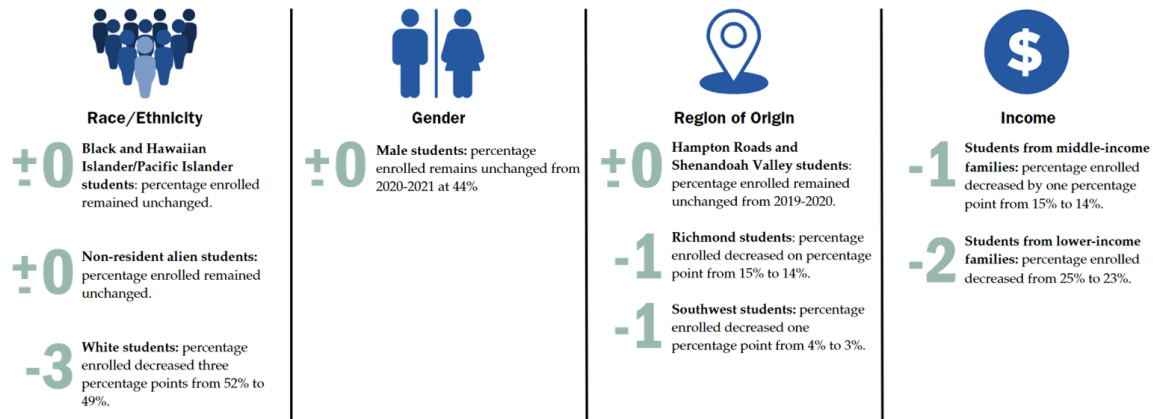 Race/Ethnicity
±0
Black and Hawaiian
Islander/Pacific Islander
students: percentage enrolled
remained unchanged.
±0
Non-resident alien students:
percentage enrolled remained
unchanged.
-3
White students: percentage
enrolled decreased three
percentage points from 52% to
49%.
Gender
±0
Male students: percentage
enrolled remains unchanged from
2020-2021 at 44%
Region of Origin
±0
Hampton Roads and
Shenandoah Valley students:
percentage enrolled remained
unchanged from 2019-2020.
-1
Richmond students: percentage
enrolled decreased on percentage
point from 15% to 14%.
-1
Southwest students: percentage
enrolled decreased one
percentage point from 4% to 3%.
$
Income
-1
Students from middle-income
families: percentage enrolled
decreased by one percentage
point from 15% to 14%.
-2
Students from lower-income
families: percentage enrolled
decreased from 25% to 23%.